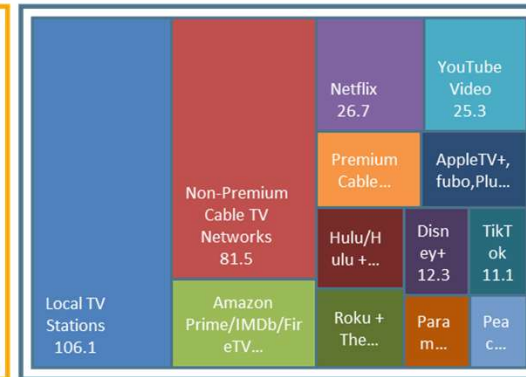 Local TV
Stations
106.1
Non-Premium
Cable TV
Networks
81.5
Amazon
Prime/IMDb/Fir
eTV...
Netflix
26.7
YouTube
Video
25.3
Premium
Cable...
AppleTV+,
fubo,Plu...
Hulu/H
ulu +...
Disn
ey+
12.3
TikT
ok
11.1
Roku +
The...
Para
m...
Peac
c...